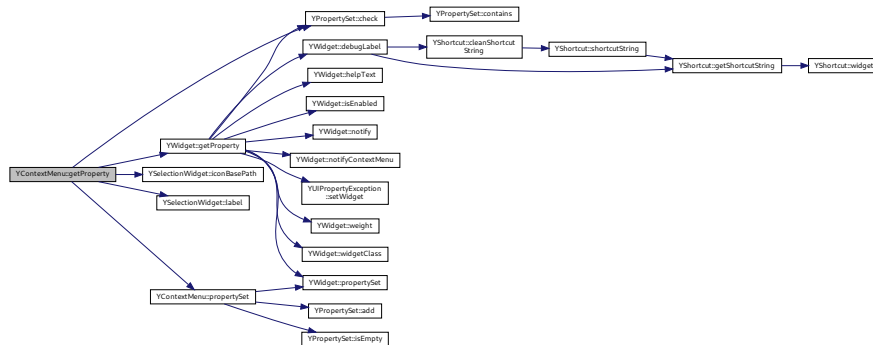 YPropertySet::check
YPropertySet::contains
YWidget::debugLabel
YShortcut::cleanShortcut
String
YShortcut::shortcutString
YShortcut::getShortcutString
YShortcut::widget
YWidget::helpText
YWidget::isEnabled
YWidget::notify
YWidget::getProperty
YWidget::notifyContextMenu
YContextMenu::getProperty
YSelectionWidget::iconBasePath
YUIPropertyException
::setWidget
YSelectionWidget::label
YWidget::weight
YWidget::widgetClass
YWidget::propertySet
YContextMenu::propertySet
YPropertySet::add
YPropertySet::isEmpty